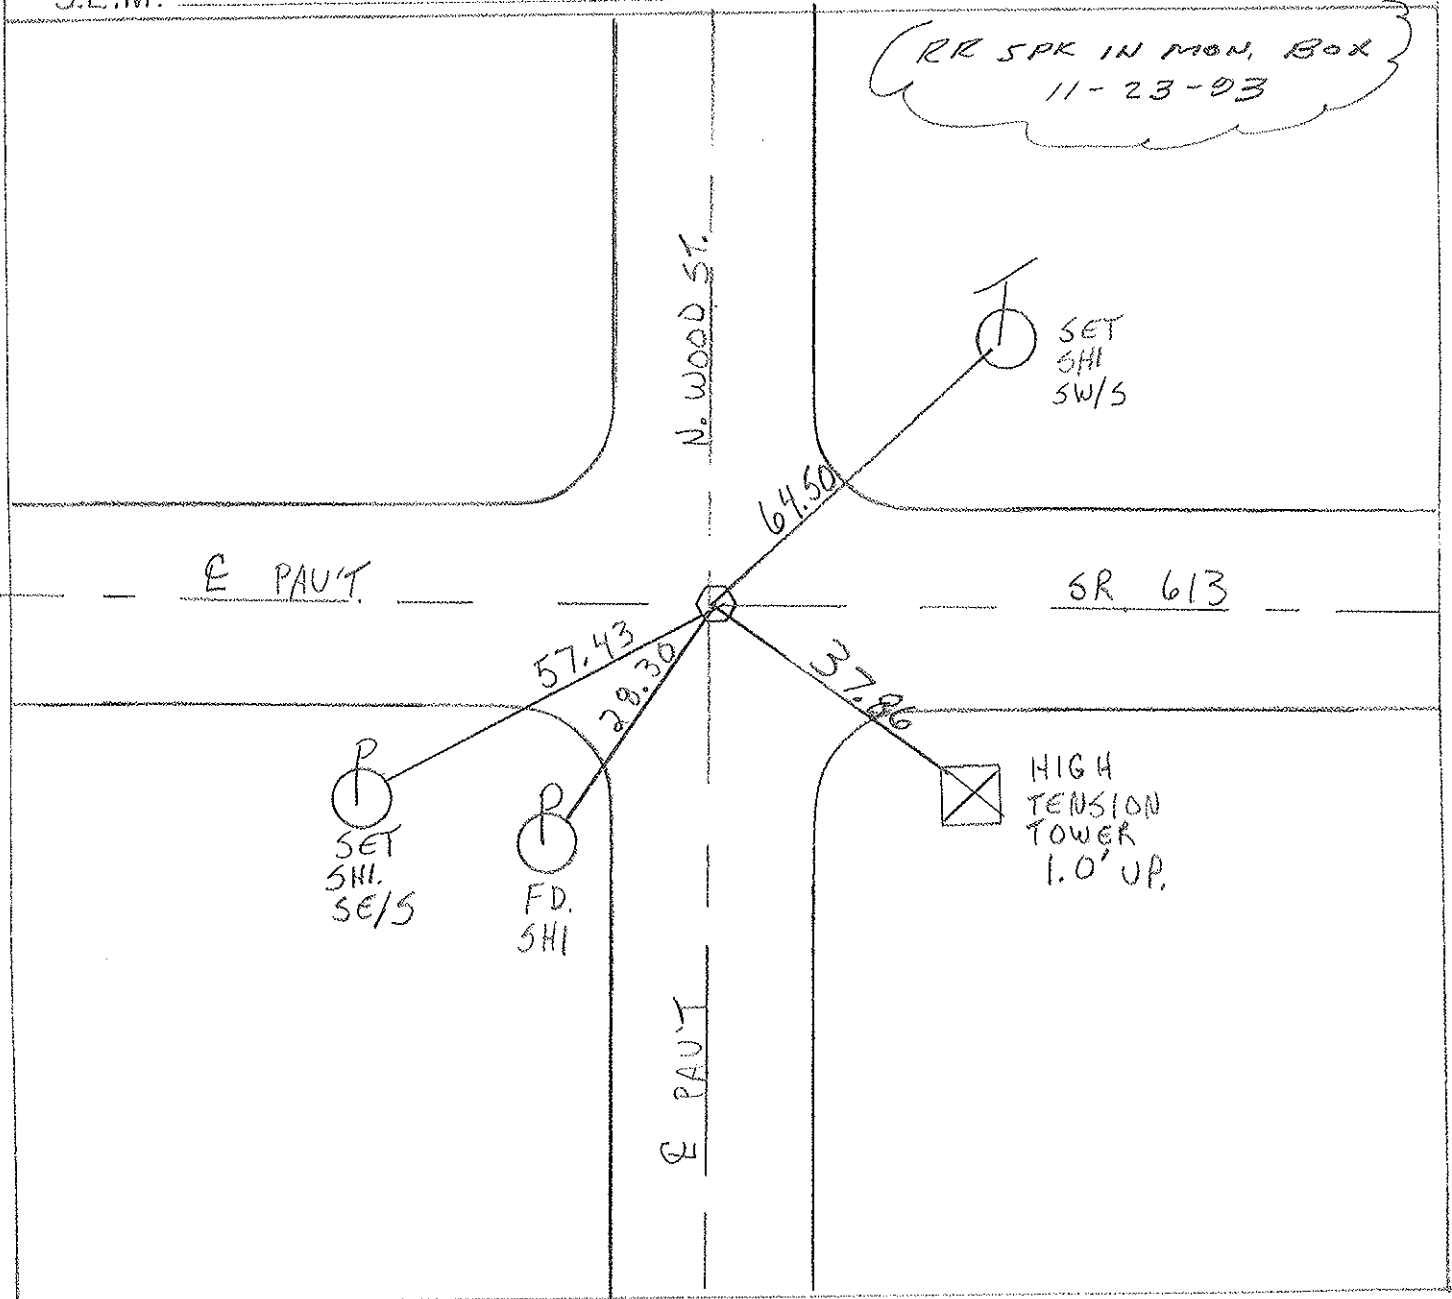 RR SPK IN MON. BOX
11-23-93
N. WOOD ST.
SET
SHI
SW/S
64.50
℄ PAV'T.
SR 613
57.43
28.30
37.86
P
SET
SHI.
SE/S
P
FD.
SHI
HIGH
TENSION
TOWER
1.0' UP.
℄ PAV'T